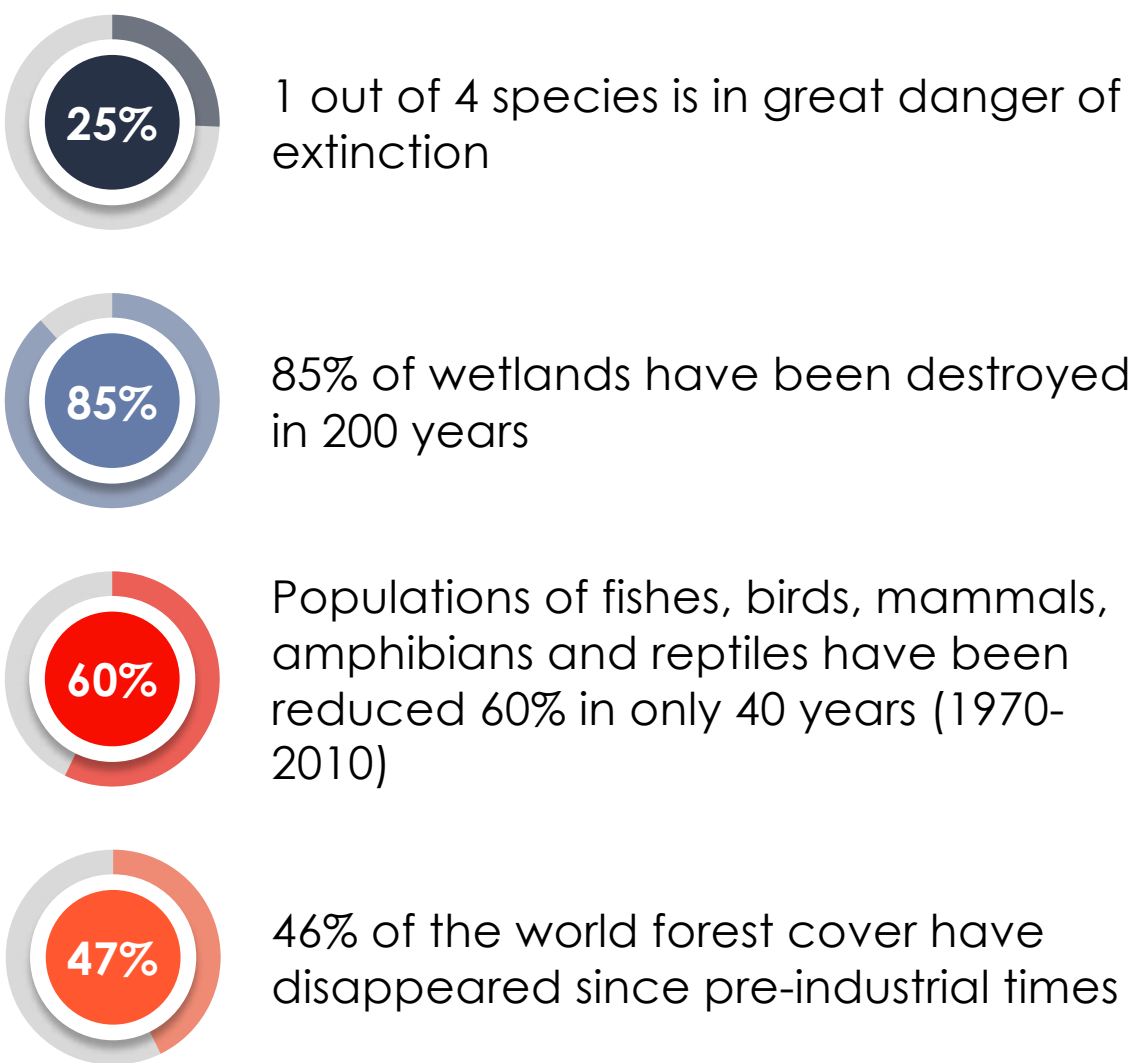 25%
1 out of 4 species is in great danger of
extinction
85%
85% of wetlands have been destroyed
in 200 years
60%
Populations of fishes, birds, mammals,
amphibians and reptiles have been
reduced 60% in only 40 years (1970-
2010)
47%
46% of the world forest cover have
disappeared since pre-industrial times